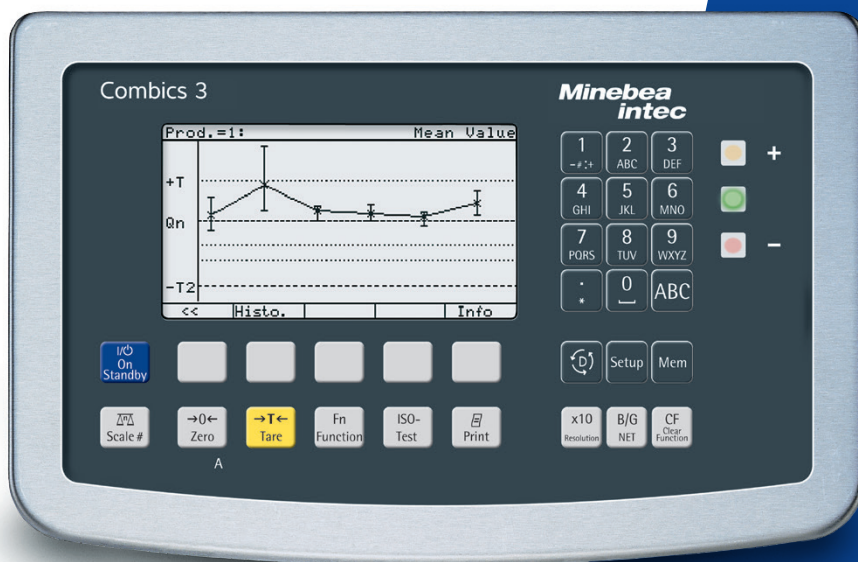 Combics 3
Minebea
intec
Prod.=1: Mean Value
+T
Qn
-T2
<< Histo. Info
1 2 3
-#:+ ABC DEF
4 5 6
GHI JKL MNO
7 8 9
PQRS TUV WXYZ
. 0 ABC
*
+
-
I/⏻
On
Standby
D Setup Mem
Scale #
→0←
Zero
→T←
Tare
Fn
Function
ISO-
Test
Print
x10
Resolution
B/G
NET
CF
Clear
Function
A